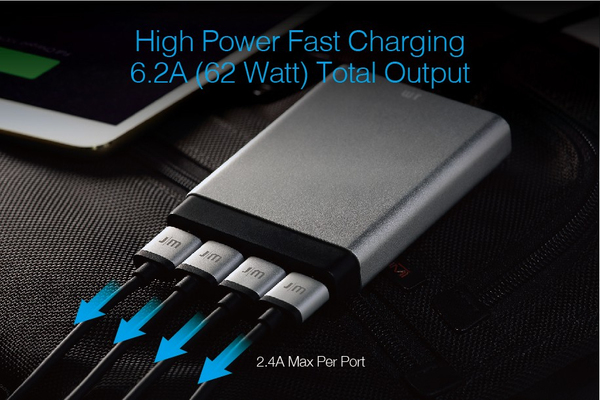 High Power Fast Charging
6.2A (62 Watt) Total Output
2.4A Max Per Port